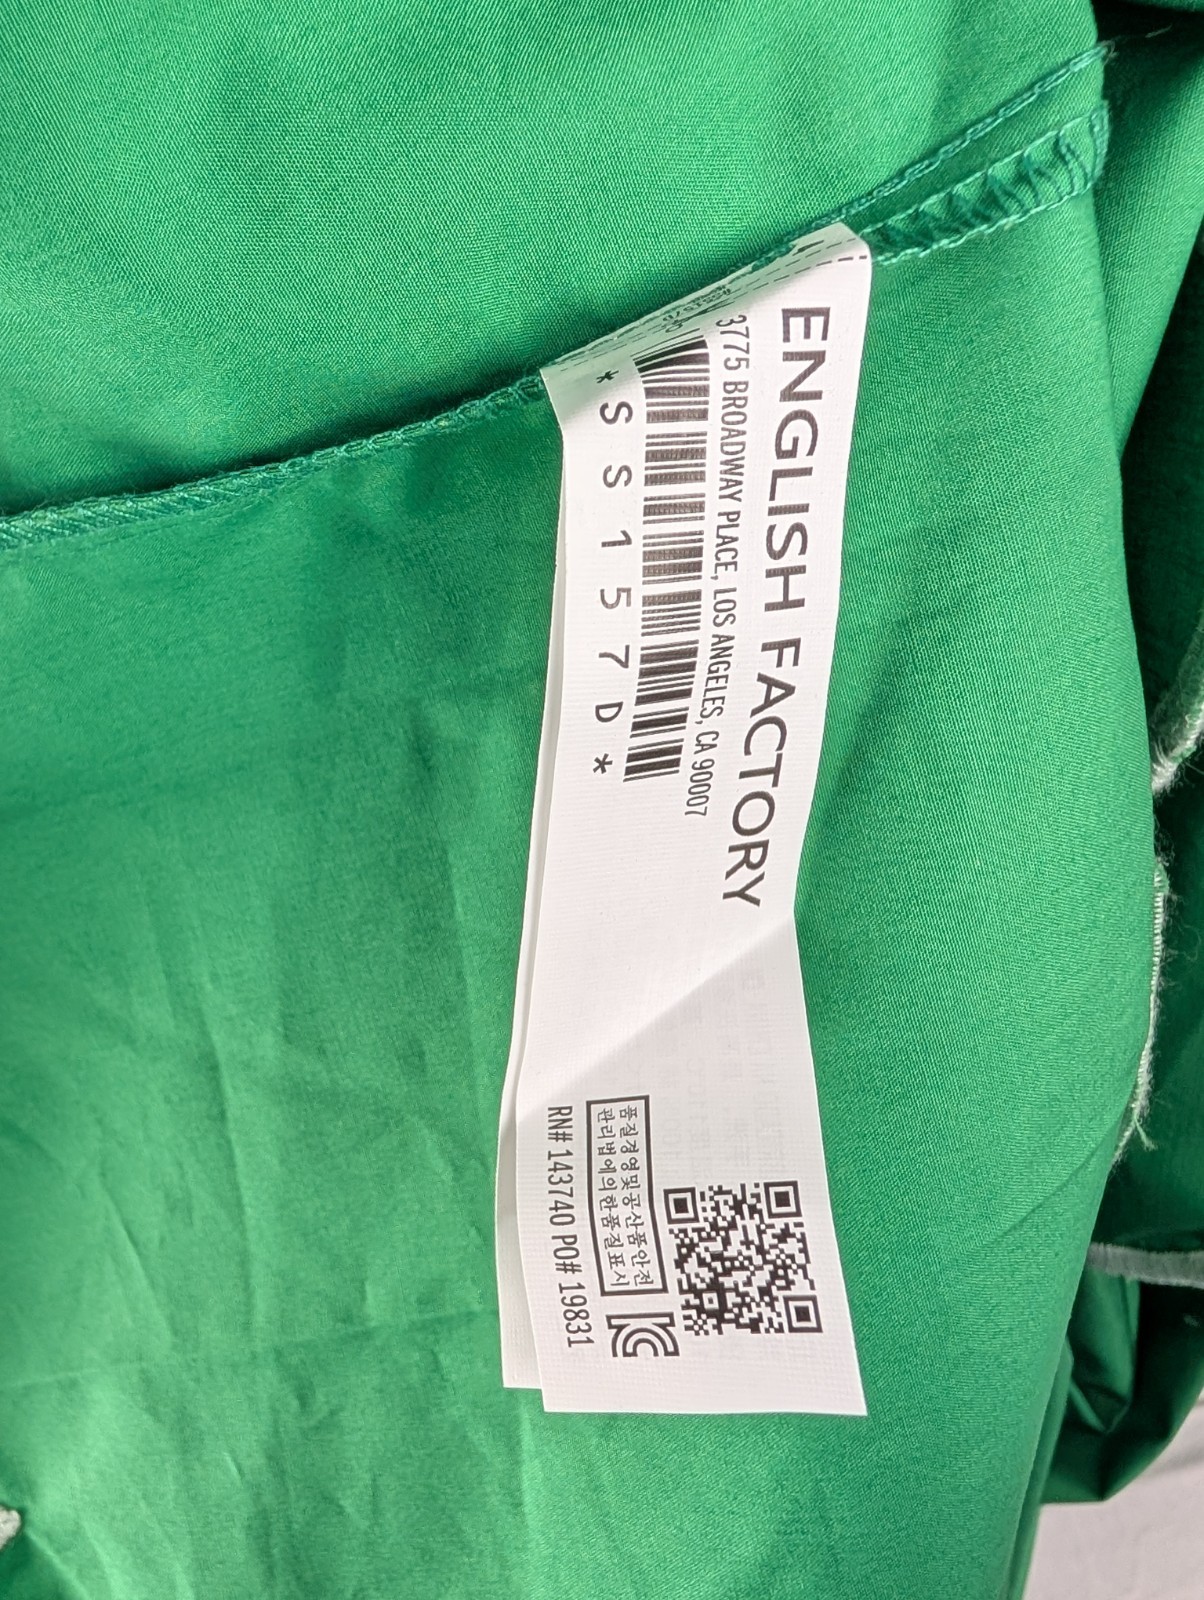 ENGLISH FACTORY
3775 BROADWAY PLACE, LOS ANGELES, CA 90007
*SS157D*
품질경영및공산품안전
관리법에의한품질표시
RN# 143740 PO# 19831